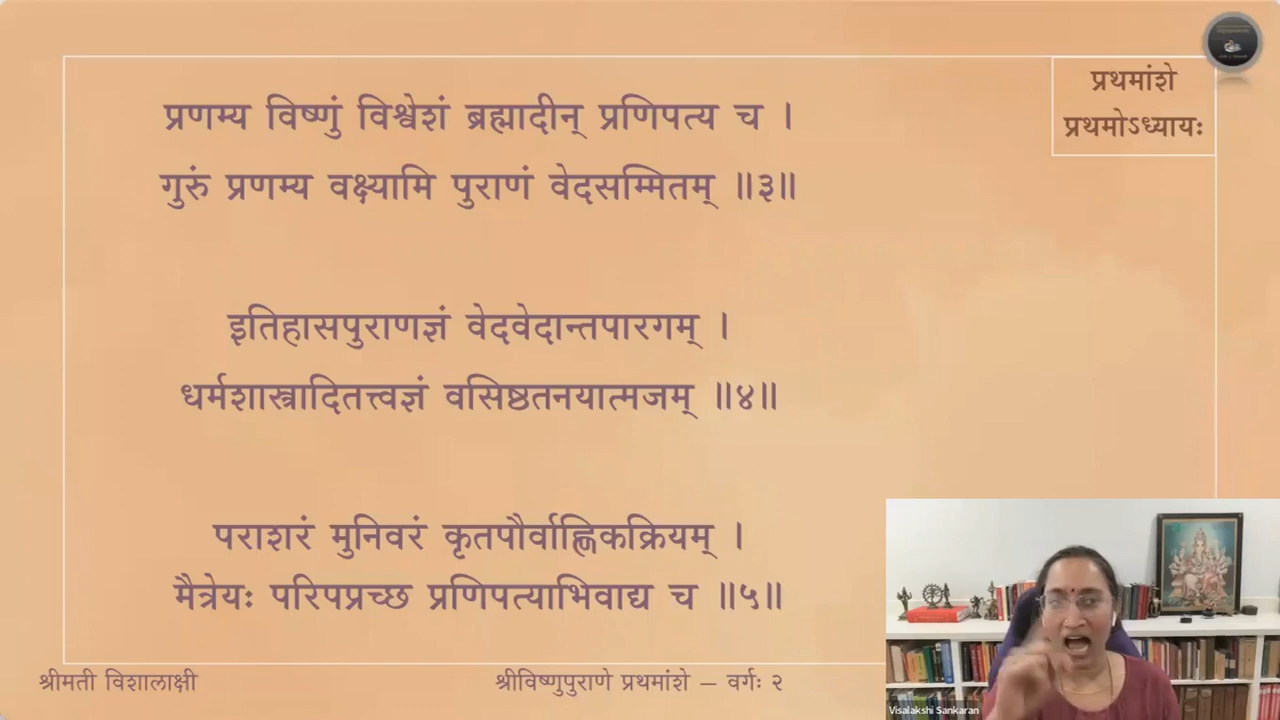 प्रथमांशे
प्रथमोऽध्यायः
प्रणम्य विष्णुं विश्वेशं ब्रह्मादीन् प्रणिपत्य च ।
गुरुं प्रणम्य वक्ष्यामि पुराणं वेदसम्मितम् ॥३॥
इतिहासपुराणज्ञं वेदवेदान्तपारगम् ।
धर्मशास्त्रादितत्त्वज्ञं वसिष्ठतनयात्मजम् ॥४॥
पराशरं मुनिवरं कृतपौर्वाह्णिकक्रियम् ।
मैत्रेयः परिपप्रच्छ प्रणिपत्याभिवाद्य च ॥५॥
श्रीमती विशालाक्षी
श्रीविष्णुपुराणे प्रथमांशे – वर्गः २
Visalakshi Sankaran